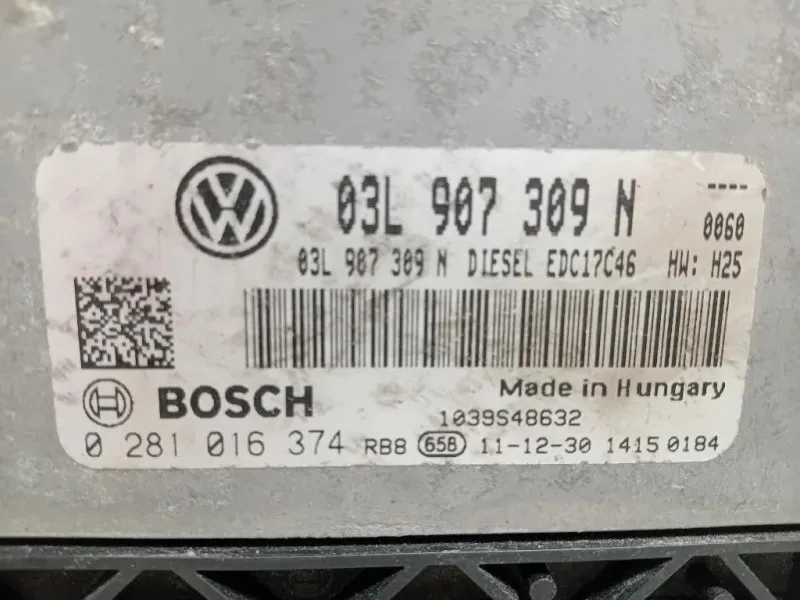 VW 03L 907 309 N ----
0060
03L 907 309 N DIESEL EDC17C46 HW: H25
BOSCH Made in Hungary
1039S48632
0 281 016 374 RB8 658 11-12-30 1415 0184